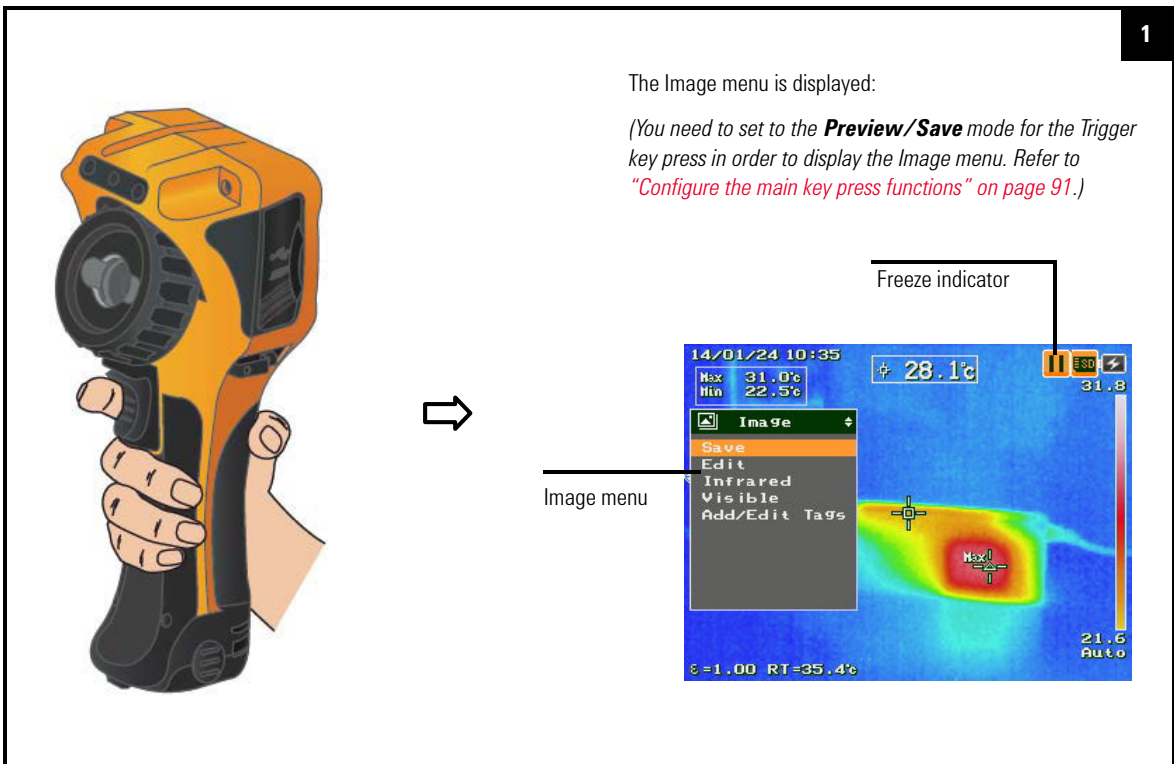 1
The Image menu is displayed:
(You need to set to the Preview/Save mode for the Trigger
key press in order to display the Image menu. Refer to
“Configure the main key press functions” on page 91.)
Freeze indicator
14/01/24 10:35
Max 31.0°c
Min 22.5°c
28.1°c
SD
31.8
Image
Save
Edit
Infrared
Visible
Add/Edit Tags
Image menu
Max
21.6
Auto
ε=1.00 RT=35.4°c